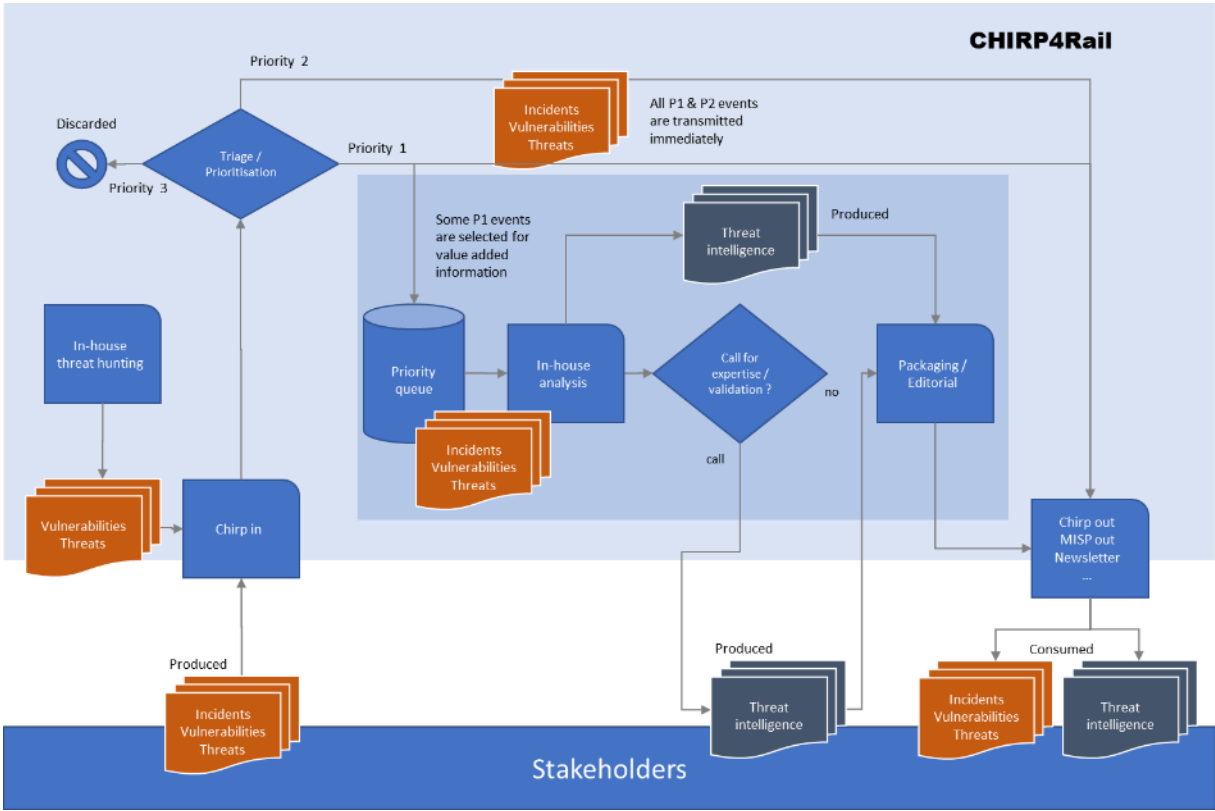 CHIRP4Rail
Priority 2
Incidents
Vulnerabilities
Threats
All P1 & P2 events
are transmitted
immediately
Discarded
Triage /
Prioritisation
Priority 1
Priority 3
Some P1 events
are selected for
value added
information
Threat
intelligence
Produced
In-house
threat hunting
Priority
queue
In-house
analysis
Call for
expertise /
validation ?
no
Packaging /
Editorial
Incidents
Vulnerabilities
Threats
call
Vulnerabilities
Threats
Chirp in
Chirp out
MISP out
Newsletter
...
Produced
Incidents
Vulnerabilities
Threats
Produced
Threat
intelligence
Consumed
Incidents
Vulnerabilities
Threats
Threat
intelligence
Stakeholders